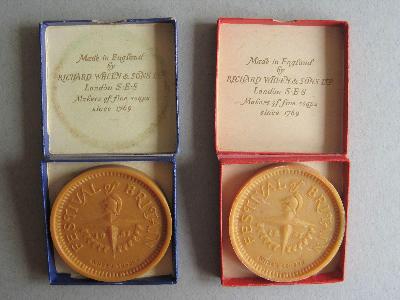 Made in England
by
RICHARD WHEEN & SONS LTD
London S·E·8
Makers of fine soaps
since 1769
FESTIVAL of BRITAIN
Made in England
by
RICHARD WHEEN & SONS LTD
London S·E·8
Makers of fine soaps
since 1769
FESTIVAL of BRITAIN